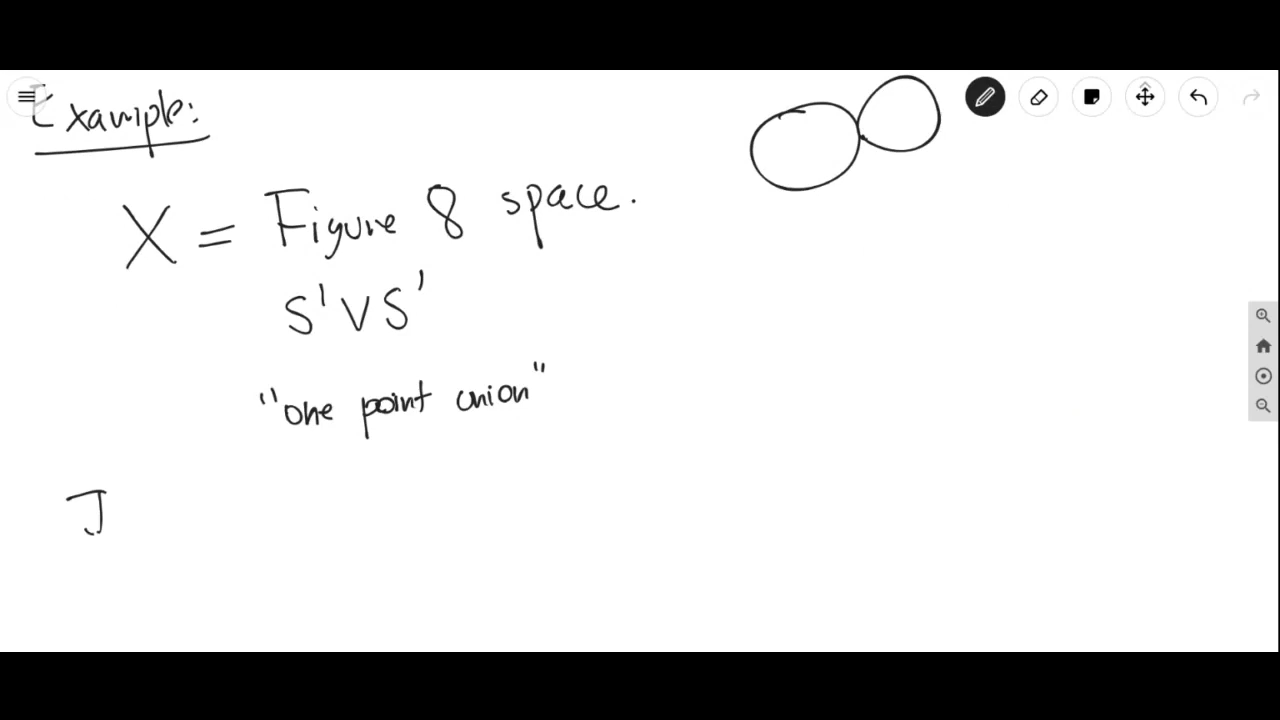 Example:
X = Figure 8 space.
S¹ ∨ S¹
"one point union"
J